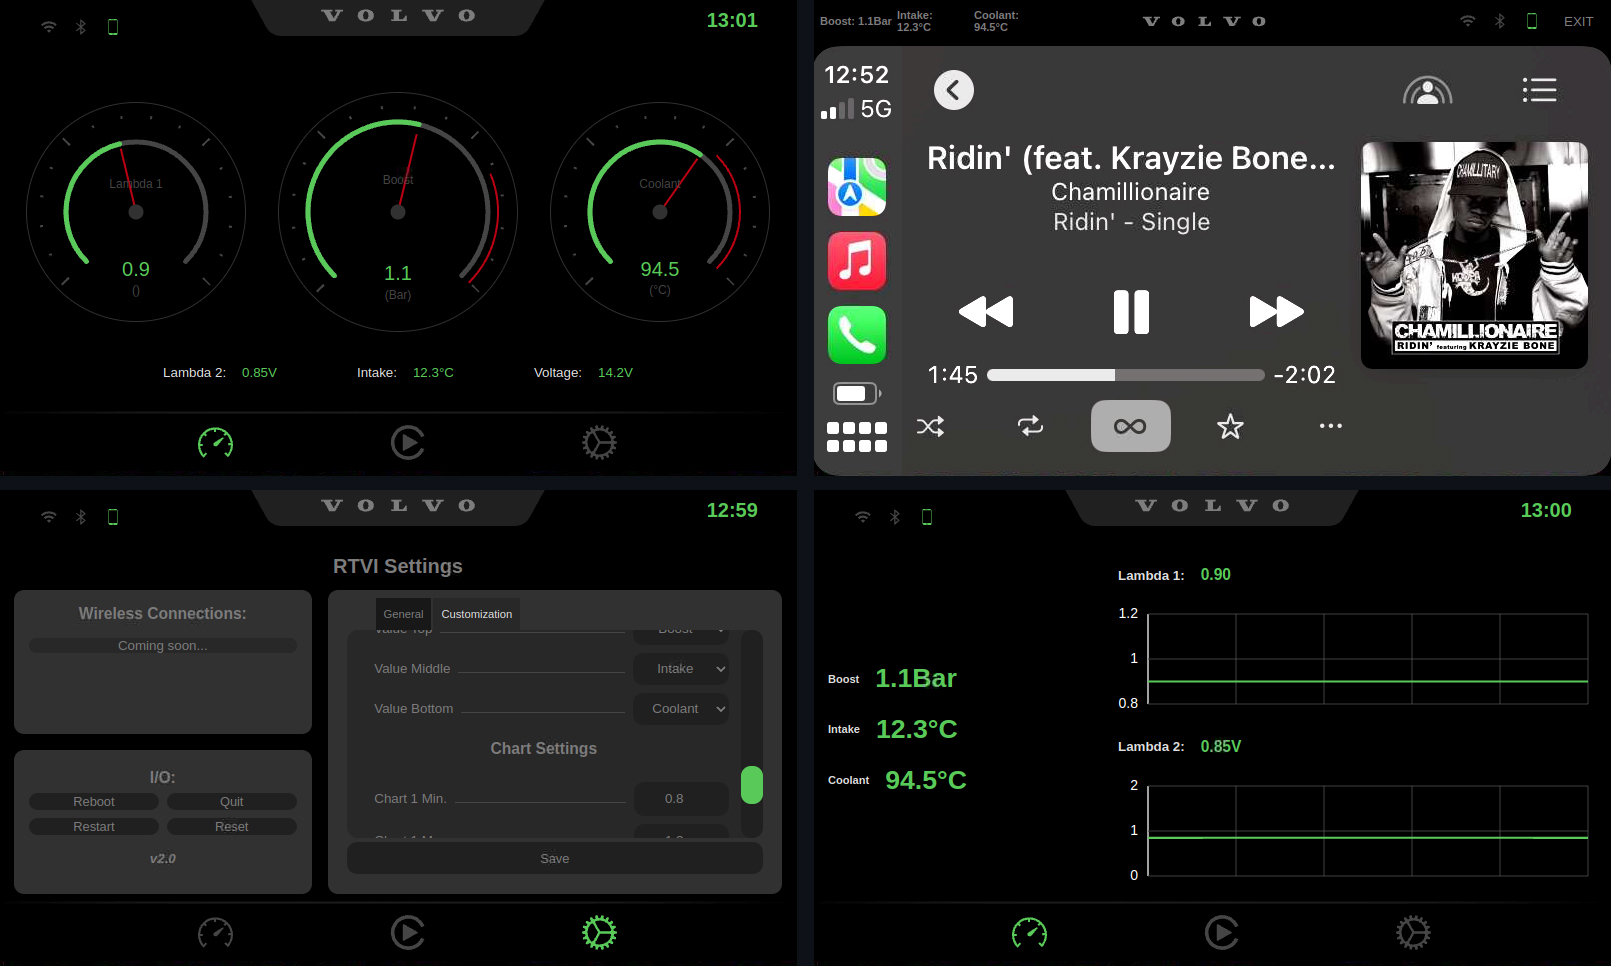 VOLVO
13:01
Lambda 1
0.9
()
Boost
1.1
(Bar)
Coolant
94.5
(°C)
Lambda 2: 0.85V
Intake: 12.3°C
Voltage: 14.2V
Boost: 1.1Bar
Intake:
12.3°C
Coolant:
94.5°C
VOLVO
EXIT
12:52
5G
Ridin' (feat. Krayzie Bone...
Chamillionaire
Ridin' - Single
1:45
-2:02
CHAMILLITARY
CHAMILLIONAIRE
RIDIN' featuring KRAYZIE BONE
VOLVO
12:59
RTVI Settings
Wireless Connections:
Coming soon...
I/O:
Reboot
Quit
Restart
Reset
v2.0
General
Customization
Value Top
Boost
Value Middle
Intake
Value Bottom
Coolant
Chart Settings
Chart 1 Min.
0.8
Save
VOLVO
13:00
Boost 1.1Bar
Intake 12.3°C
Coolant 94.5°C
Lambda 1: 0.90
1.2
1
0.8
Lambda 2: 0.85V
2
1
0